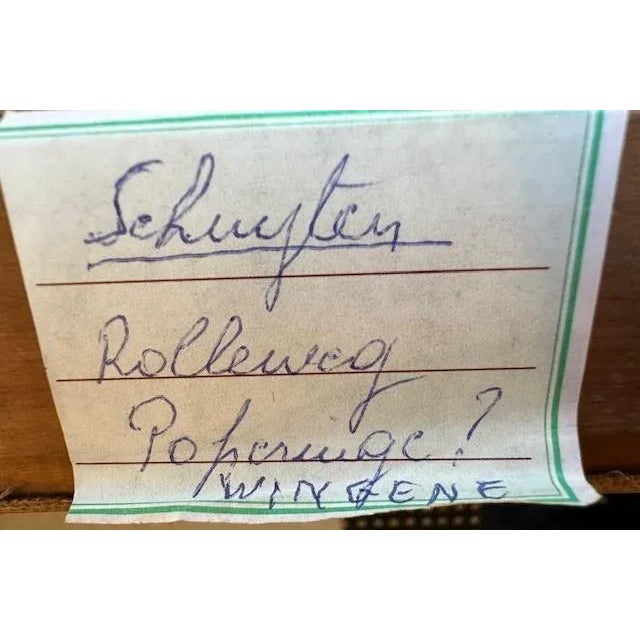 Schuyten
Rolleweg
Poperinge?
WINGENE